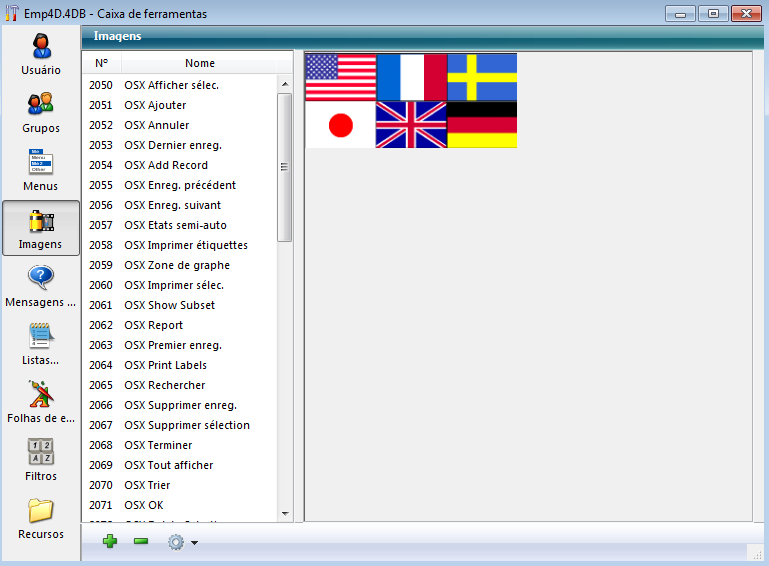 Emp4D.4DB - Caixa de ferramentas
Usuário
Grupos
Menus
Imagens
Mensagens ...
Listas...
Folhas de e...
Filtros
Recursos
Imagens
Nº Nome
2050 OSX Afficher sélec.
2051 OSX Ajouter
2052 OSX Annuler
2053 OSX Dernier enreg.
2054 OSX Add Record
2055 OSX Enreg. précédent
2056 OSX Enreg. suivant
2057 OSX Etats semi-auto
2058 OSX Imprimer étiquettes
2059 OSX Zone de graphe
2060 OSX Imprimer sélec.
2061 OSX Show Subset
2062 OSX Report
2063 OSX Premier enreg.
2064 OSX Print Labels
2065 OSX Rechercher
2066 OSX Supprimer enreg.
2067 OSX Supprimer sélection
2068 OSX Terminer
2069 OSX Tout afficher
2070 OSX Trier
2071 OSX OK